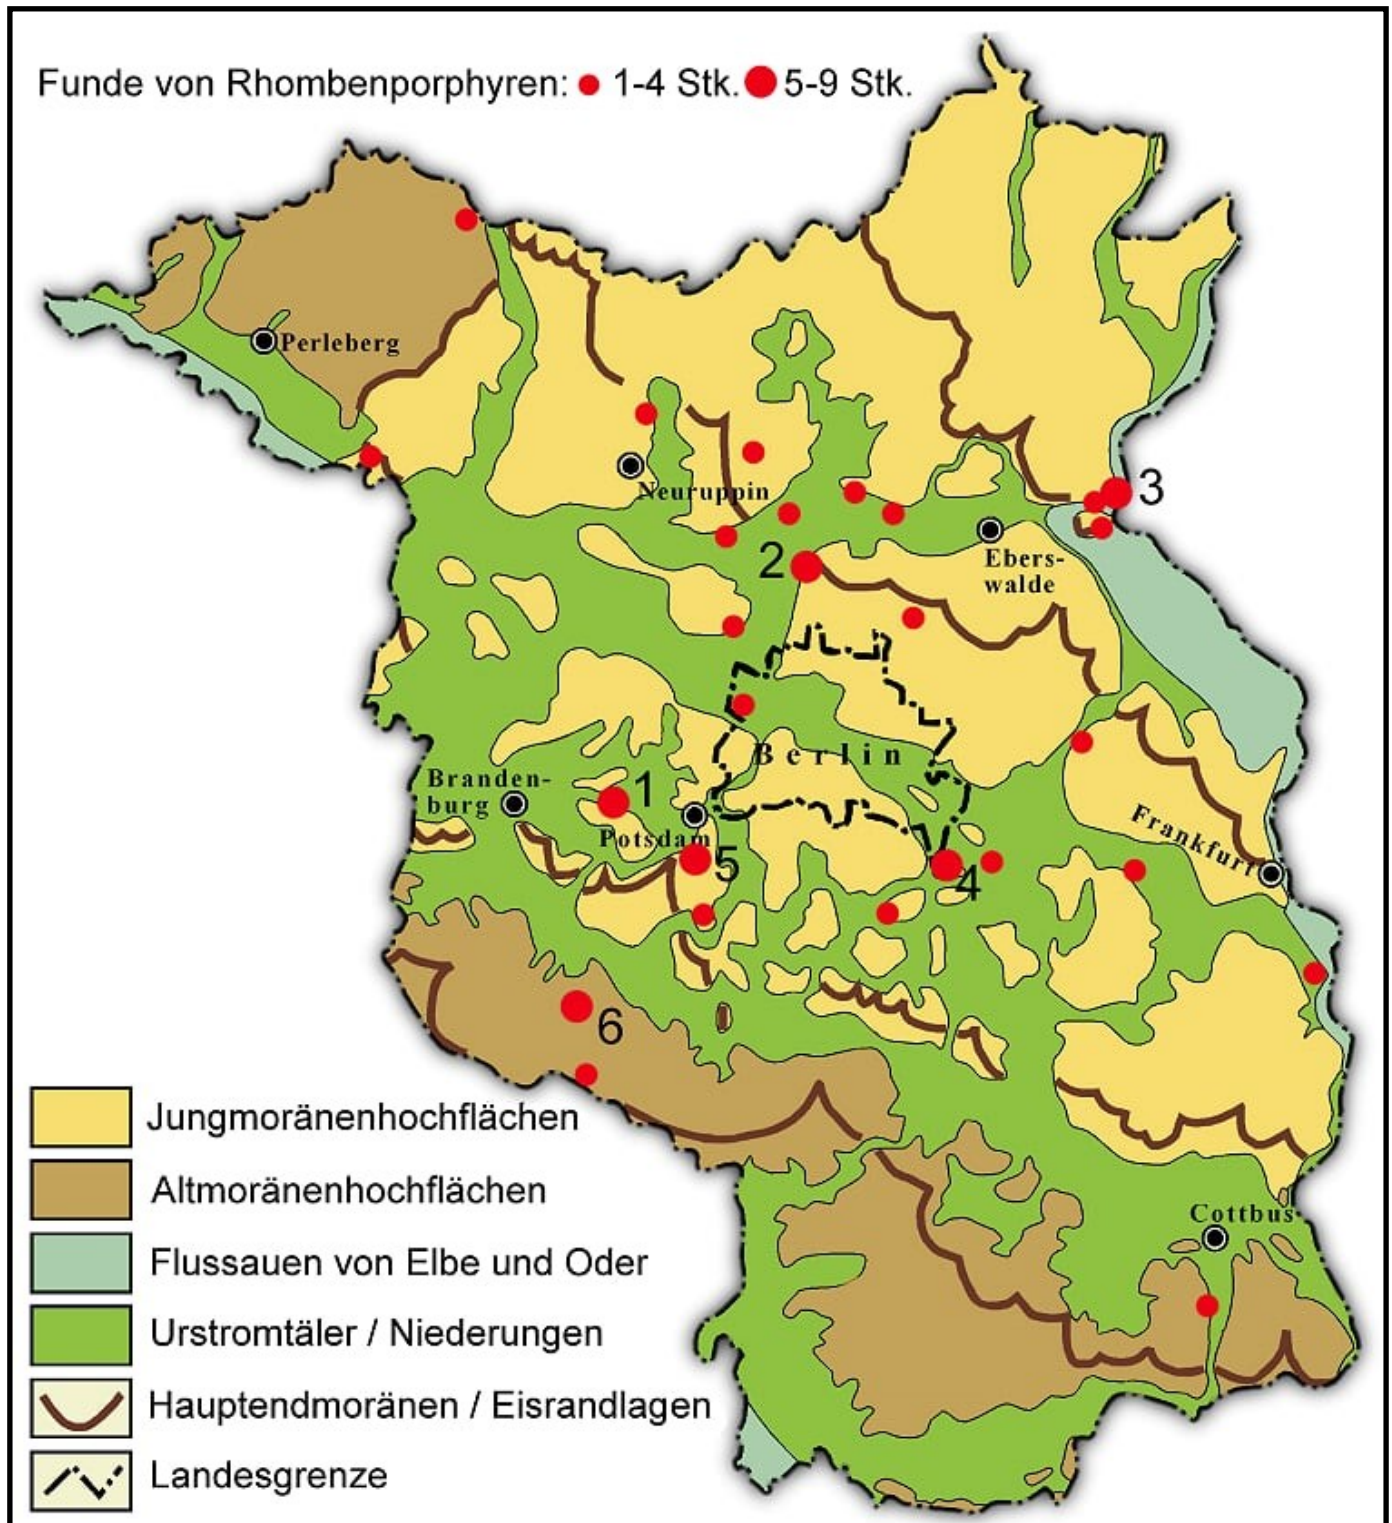 Funde von Rhombenporphyren: 1-4 Stk. 5-9 Stk.
Perleberg
Neuruppin
3
2
Ebers-
walde
Berlin
Branden-
burg
1
Potsdam
5
4
Frankfurt
6
Cottbus
Jungmoränenhochflächen
Altmoränenhochflächen
Flussauen von Elbe und Oder
Urstromtäler / Niederungen
Hauptendmoränen / Eisrandlagen
Landesgrenze